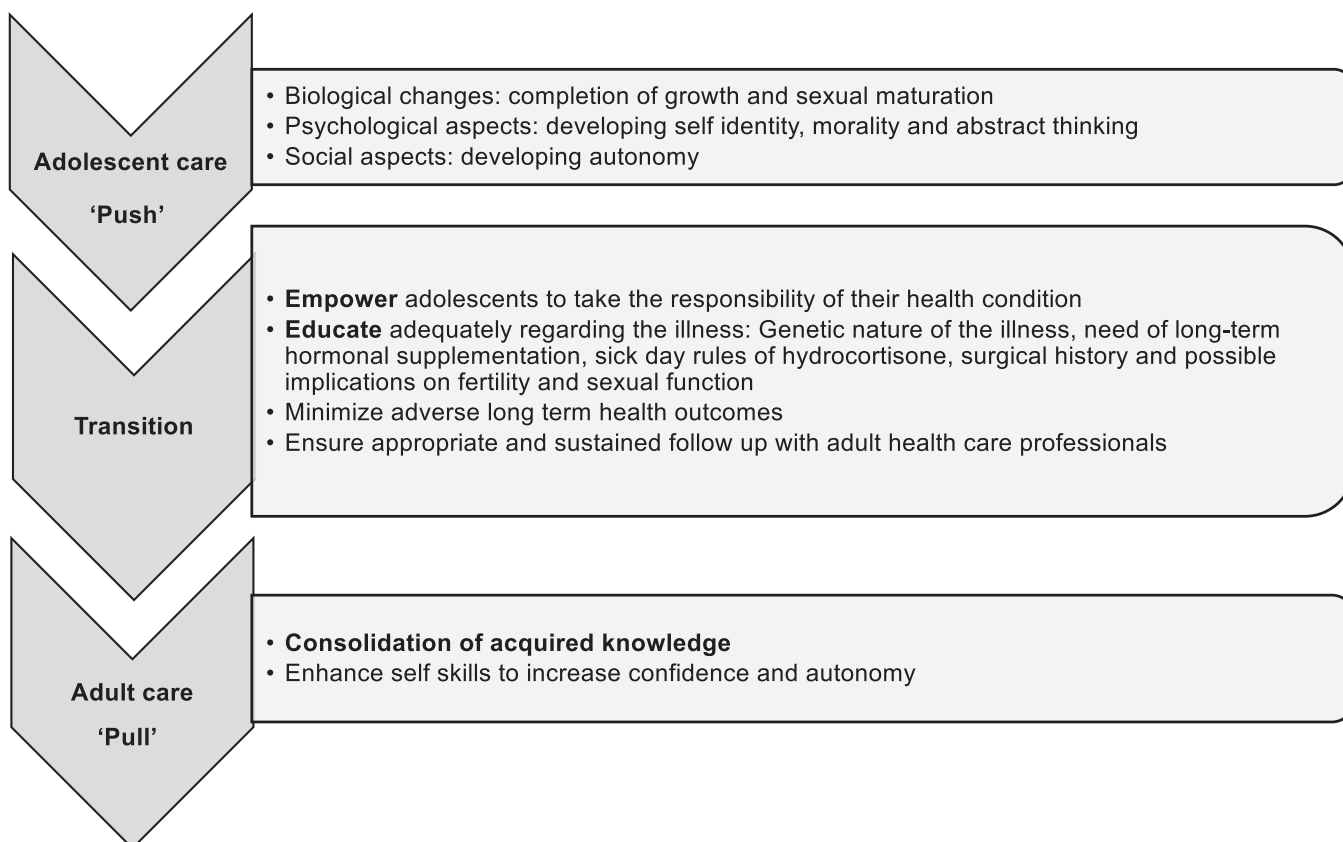 Adolescent care
‘Push’
• Biological changes: completion of growth and sexual maturation
• Psychological aspects: developing self identity, morality and abstract thinking
• Social aspects: developing autonomy
Transition
• Empower adolescents to take the responsibility of their health condition
• Educate adequately regarding the illness: Genetic nature of the illness, need of long-term
hormonal supplementation, sick day rules of hydrocortisone, surgical history and possible
implications on fertility and sexual function
• Minimize adverse long term health outcomes
• Ensure appropriate and sustained follow up with adult health care professionals
Adult care
‘Pull’
• Consolidation of acquired knowledge
• Enhance self skills to increase confidence and autonomy